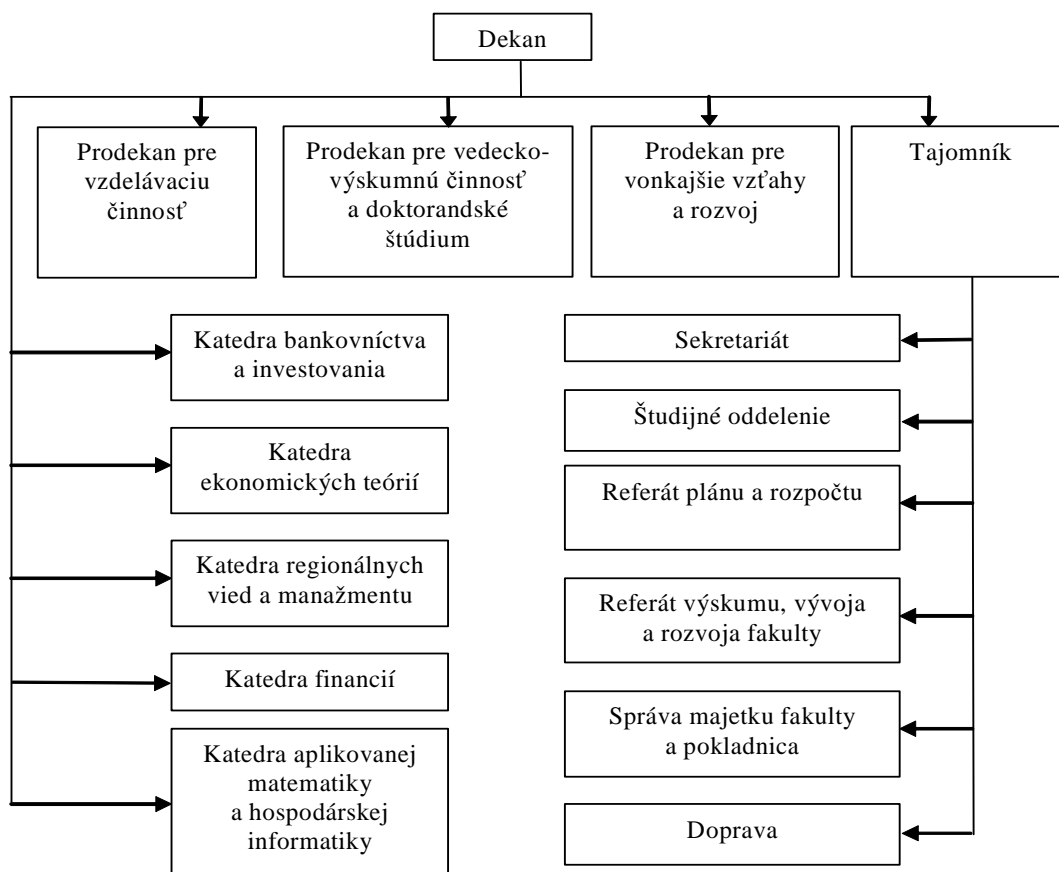 Dekan
Prodekan pre
vzdelávaciu
činnosť
Prodekan pre vedecko-
výskumnú činnosť
a doktorandské
štúdium
Prodekan pre
vonkajšie vzťahy
a rozvoj
Tajomník
Katedra bankovníctva
a investovania
Katedra
ekonomických teórií
Katedra regionálnych
vied a manažmentu
Katedra financií
Katedra aplikovanej
matematiky
a hospodárskej
informatiky
Sekretariát
Študijné oddelenie
Referát plánu a rozpočtu
Referát výskumu, vývoja
a rozvoja fakulty
Správa majetku fakulty
a pokladnica
Doprava